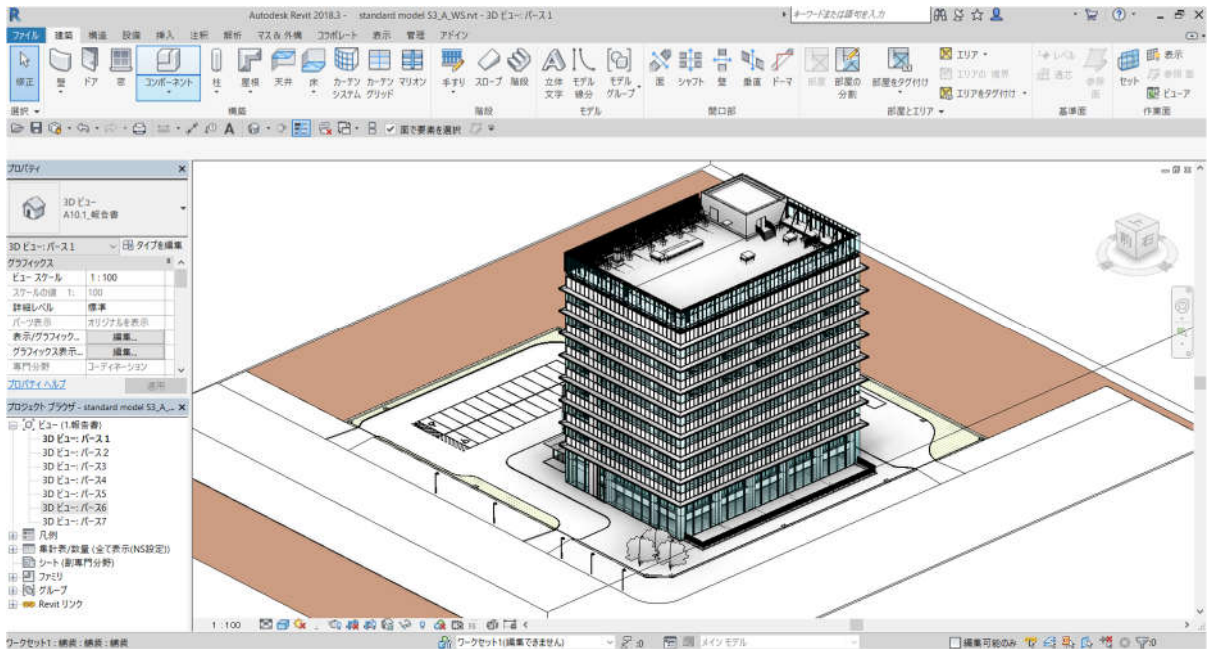 Autodesk Revit 2018.3 - standard model S3_A_WS.rvt - 3D ビュー: パース 1
キーワードまたは語句を入力
ファイル 建築 構造 設備 挿入 注釈 解析 マス & 外構 コラボレート 表示 管理 アドイン
修正 壁 ドア 窓 コンポーネント 柱 屋根 天井 床 カーテン システム カーテン グリッド マリオン 手すり スロープ 階段 立体 文字 モデル 線分 モデル グループ 面 シャフト 壁 垂直 ドーマ 部屋 部屋の 分割 部屋をタグ付け エリア エリアの 境界 エリアをタグ付け レベル 通芯 参照 面 セット 表示 参照面 ビューア
選択 構築 階段 モデル 開口部 部屋とエリア 基準面 作業面
面で要素を選択
プロパティ
3D ビュー
A10.1_報告書
3D ビュー: パース 1 タイプを編集
グラフィックス
ビュー スケール 1 : 100
スケールの値 1: 100
詳細レベル 標準
パーツ表示 オリジナルを表示
表示/グラフィック... 編集...
グラフィックス表示... 編集...
専門分野 コーディネーション
プロパティ ヘルプ 適用
プロジェクト ブラウザ - standard model S3_A_...
ビュー (1.報告書)
3D ビュー: パース 1
3D ビュー: パース 2
3D ビュー: パース3
3D ビュー: パース4
3D ビュー: パース5
3D ビュー: パース6
3D ビュー: パース7
凡例
集計表/数量 (全て表示(NS設定))
シート (副専門分野)
ファミリ
グループ
Revit リンク
上
前 右
1 : 100
ワークセット1 : 舗装 : 舗装 : 舗装
ワークセット1(編集できません) :0 メイン モデル 編集可能のみ :0